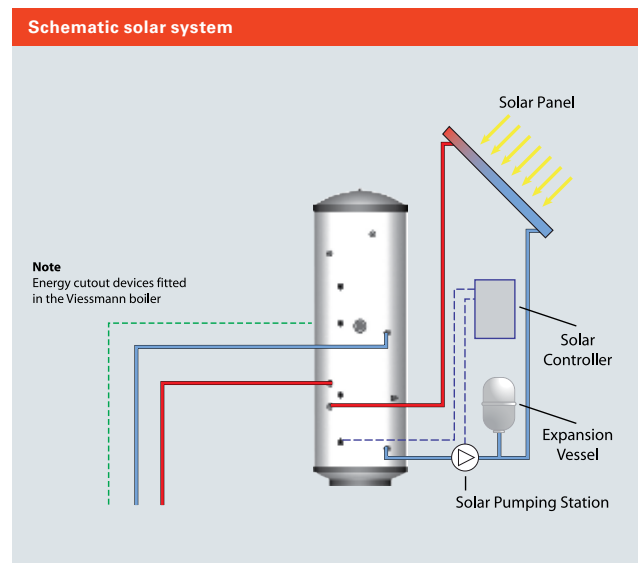 Schematic solar system
Solar Panel
Note
Energy cutout devices fitted
in the Viessmann boiler
Solar
Controller
Expansion
Vessel
Solar Pumping Station